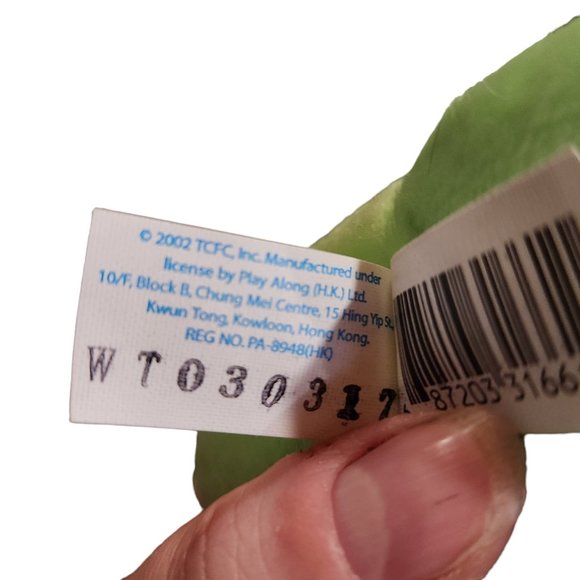 © 2002 TCFC, Inc. Manufactured under
license by Play Along (H.K.) Ltd.
10/F, Block B, Chung Mei Centre, 15 Hing Yip St.,
Kwun Tong, Kowloon, Hong Kong.
REG NO. PA-8948(HK)
WT030317
87203 3166